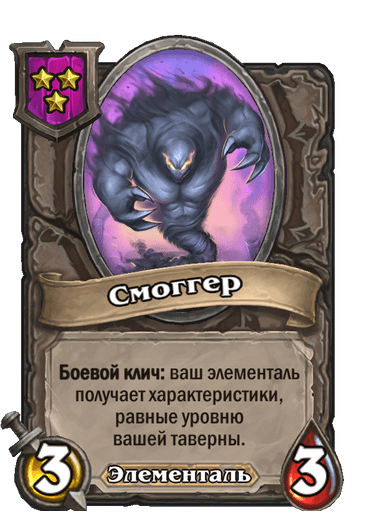 Смоггер
Боевой клич: ваш элементаль
получает характеристики,
равные уровню
вашей таверны.
3
Элементаль
3